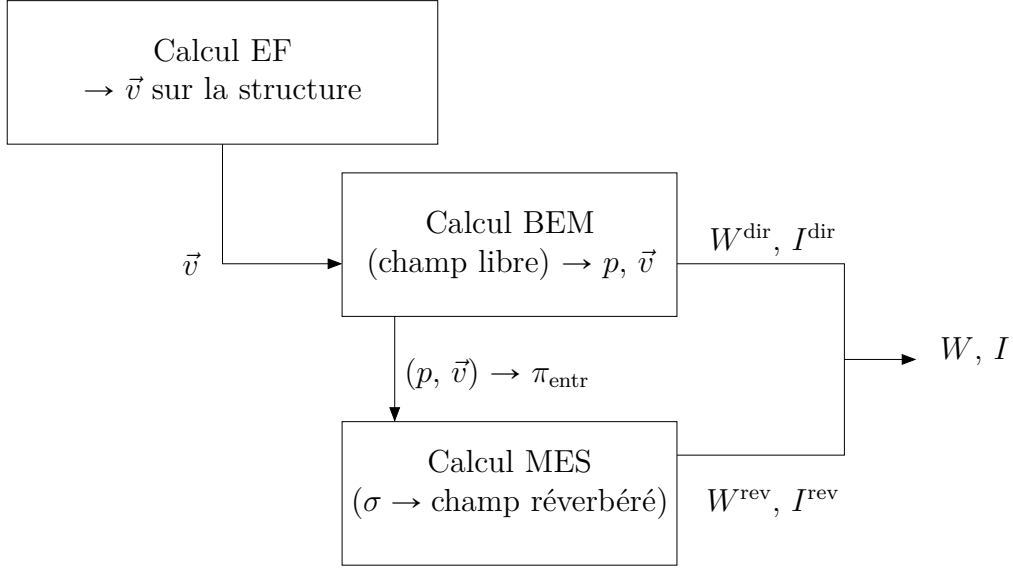 Calcul EF
→ v⃗ sur la structure
v⃗
Calcul BEM
(champ libre) → p, v⃗
W^dir, I^dir
(p, v⃗) → π_entr
W, I
Calcul MES
(σ → champ réverbéré)
W^rev, I^rev